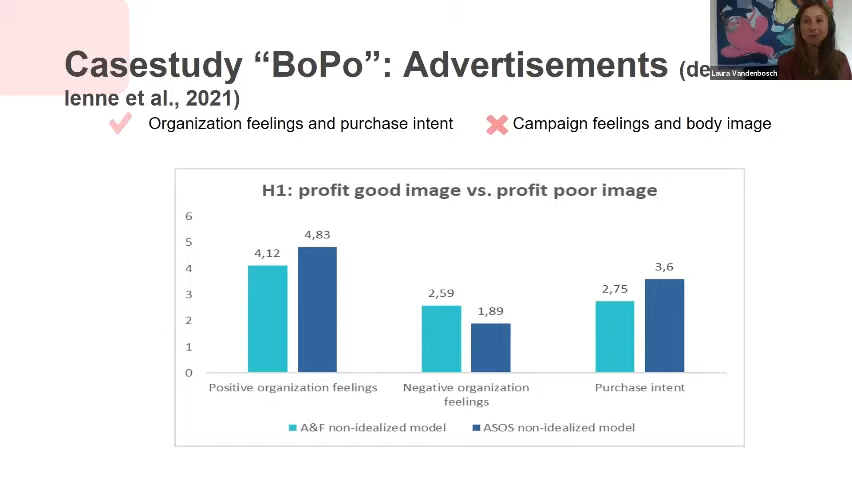 Casestudy “BoPo”: Advertisements (de
lenne et al., 2021)
Laura Vandenbosch
Organization feelings and purchase intent
Campaign feelings and body image
H1: profit good image vs. profit poor image
6
5
4
3
2
1
0
4,12
4,83
2,59
1,89
2,75
3,6
Positive organization feelings
Negative organization
feelings
Purchase intent
A&F non-idealized model
ASOS non-idealized model